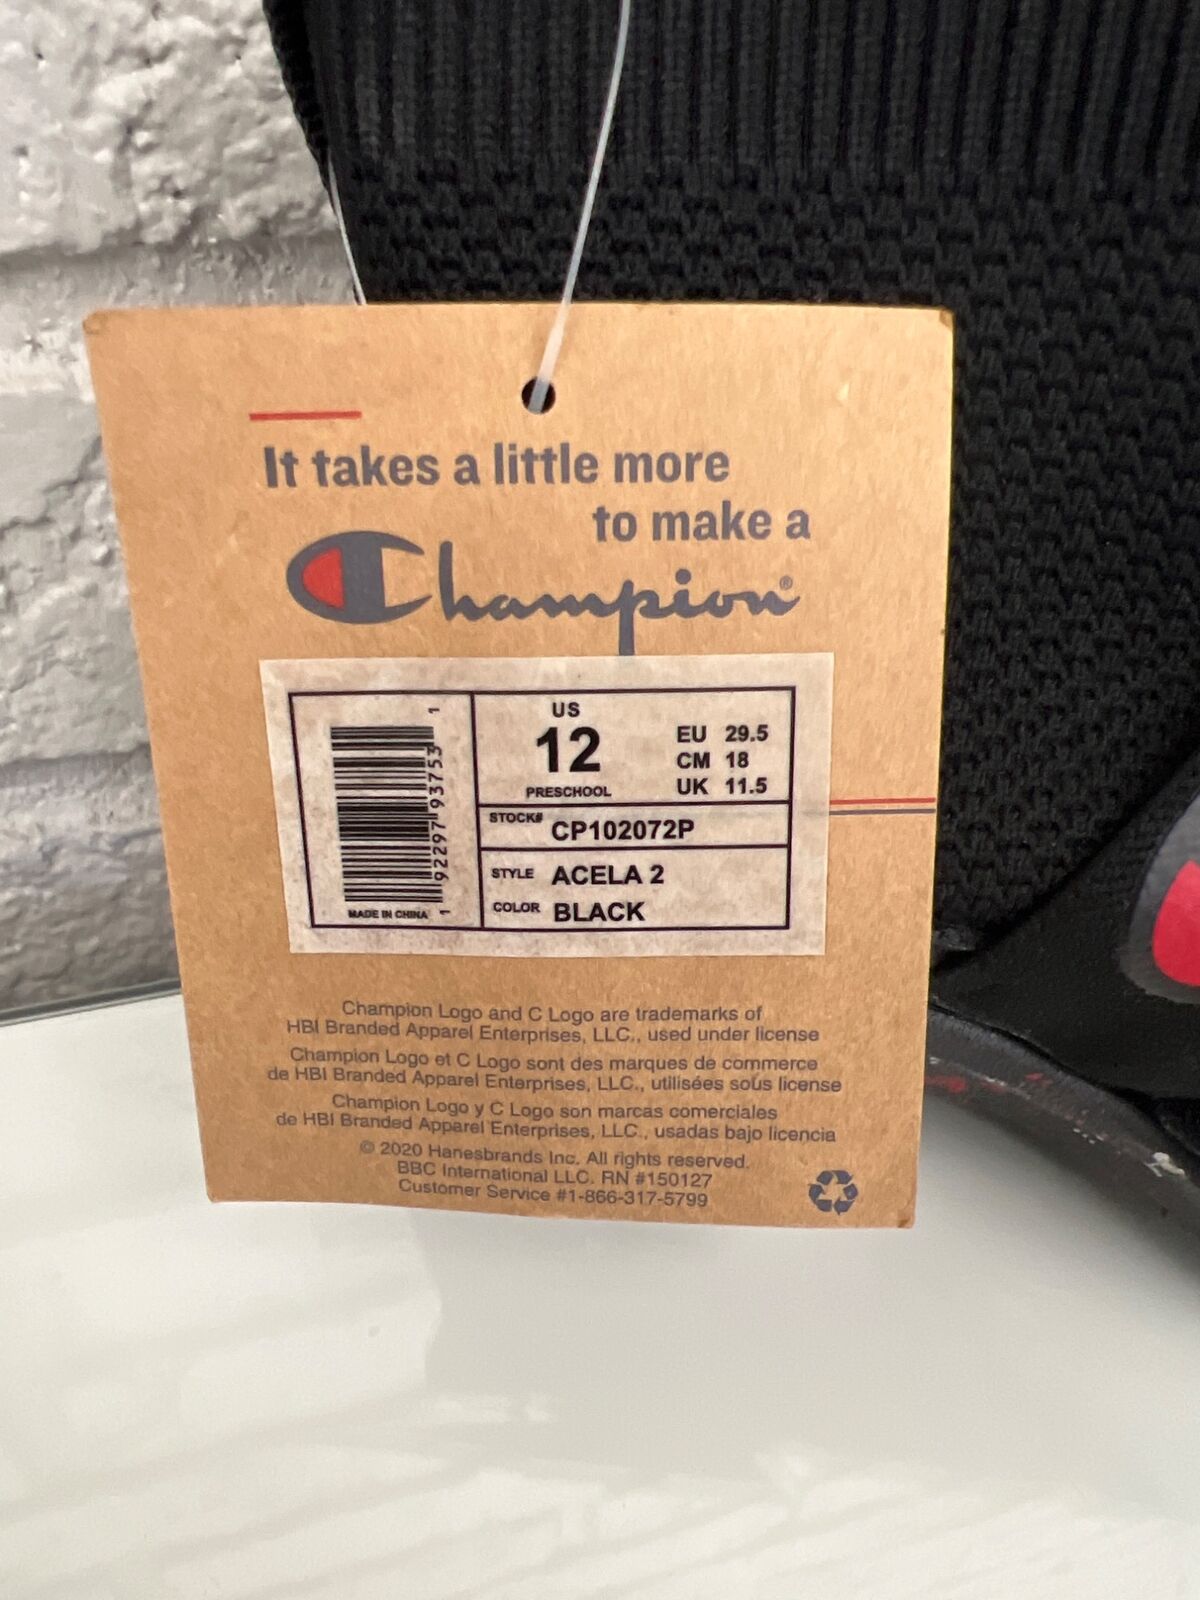 It takes a little more
to make a
Champion®
1 92297 93753 1
MADE IN CHINA
US
12
PRESCHOOL
EU 29.5
CM 18
UK 11.5
STOCK# CP102072P
STYLE ACELA 2
COLOR BLACK
Champion Logo and C Logo are trademarks of
HBI Branded Apparel Enterprises, LLC., used under license
Champion Logo et C Logo sont des marques de commerce
de HBI Branded Apparel Enterprises, LLC., utilisées sous license
Champion Logo y C Logo son marcas comerciales
de HBI Branded Apparel Enterprises, LLC., usadas bajo licencia
© 2020 Hanesbrands Inc. All rights reserved.
BBC International LLC. RN #150127
Customer Service #1-866-317-5799